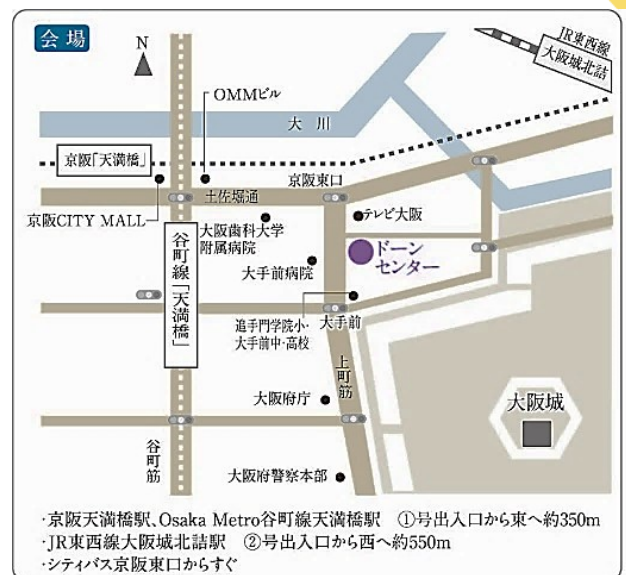 会場
N
OMMビル
JR東西線
大阪城北詰
大川
京阪「天満橋」
京阪東口
土佐堀通
京阪CITY MALL
大阪歯科大学
附属病院
テレビ大阪
ドーン
センター
谷町線「天満橋」
大手前病院
追手門学院小・
大手前中・高校
大手前
上町筋
大阪府庁
大阪城
谷町筋
大阪府警察本部
・京阪天満橋駅、Osaka Metro谷町線天満橋駅 ①号出入口から東へ約350m
・JR東西線大阪城北詰駅 ②号出入口から西へ約550m
・シティバス京阪東口からすぐ